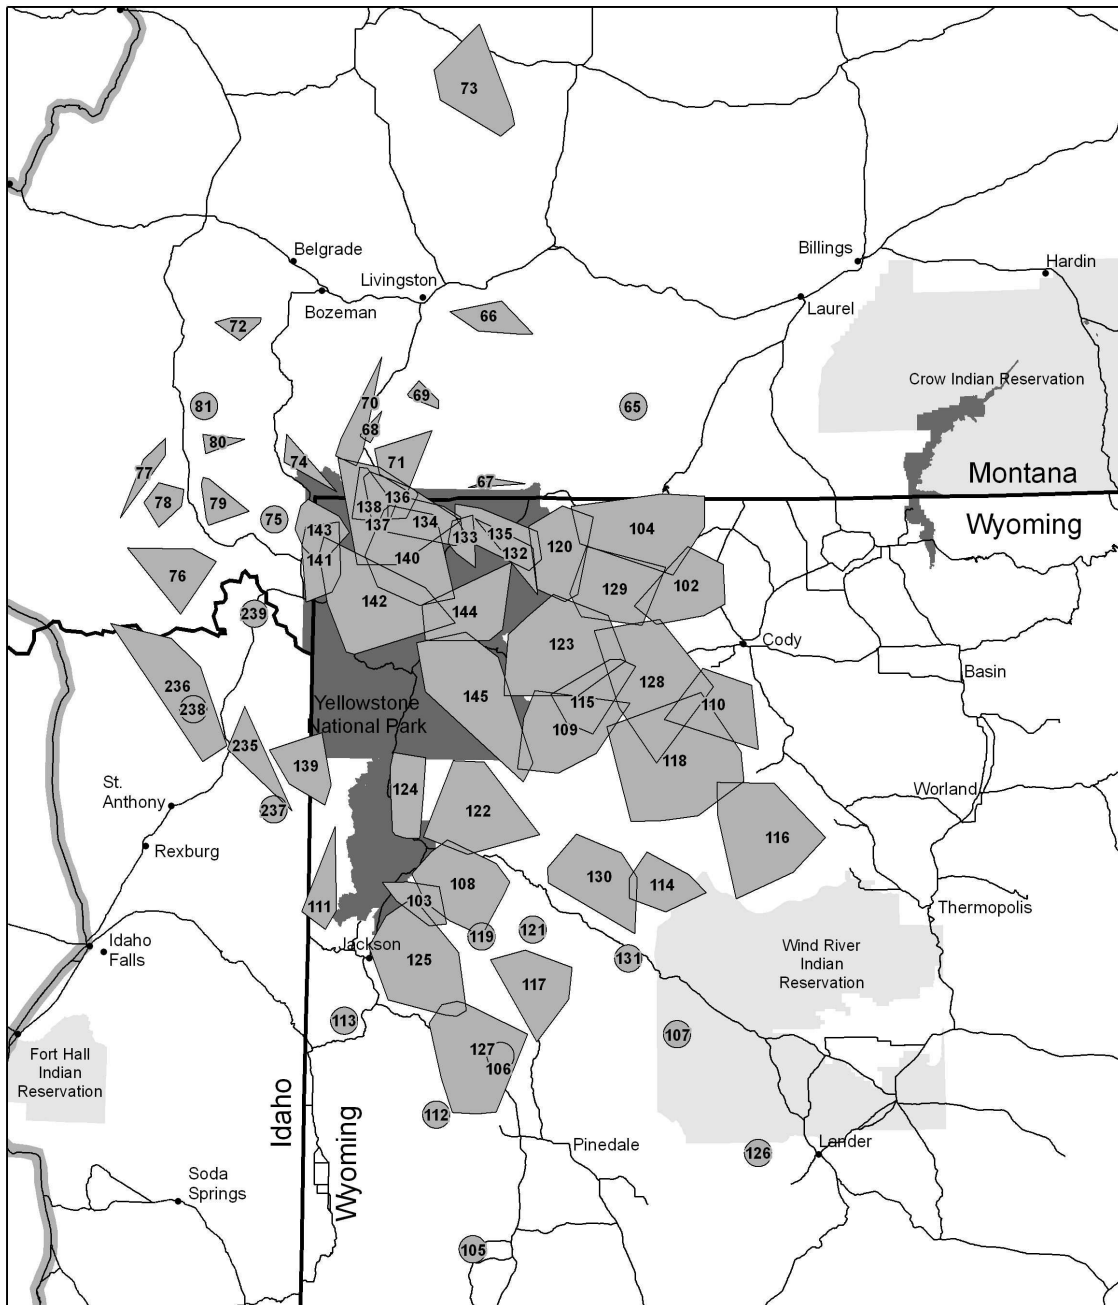 73
Belgrade
Billings
Hardin
Livingston
Bozeman
Laurel
66
72
Crow Indian Reservation
70
69
81
65
68
80
71
74
77
67
Montana
78
79
136
138
75
137
134
104
Wyoming
143
133
135
132
120
140
141
76
102
142
129
144
239
123
Cody
Basin
236
128
238
145
115
110
Yellowstone
National Park
109
235
139
118
St.
Anthony
124
Worland
237
122
116
Rexburg
130
114
108
111
103
Thermopolis
119
121
Idaho
Falls
Jackson
125
131
Wind River
Indian
Reservation
117
113
107
Fort Hall
Indian
Reservation
127
106
Idaho
112
Wyoming
Pinedale
Lander
126
Soda
Springs
105